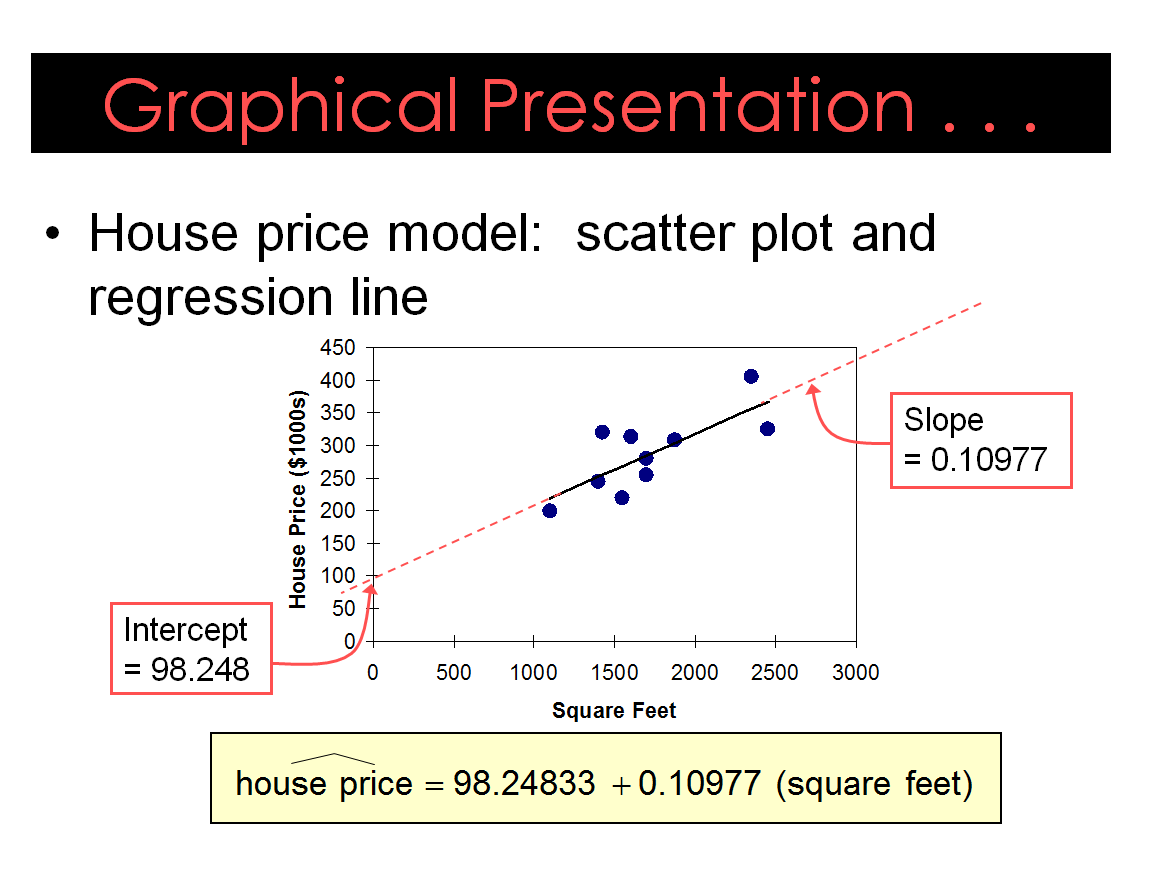 Graphical Presentation . . .
• House price model: scatter plot and
regression line
450
400
350
300
250
200
150
100
50
0
House Price ($1000s)
0 500 1000 1500 2000 2500 3000
Square Feet
Slope
= 0.10977
Intercept
= 98.248
house price = 98.24833 + 0.10977 (square feet)